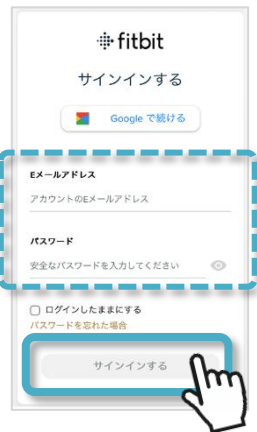 fitbit
サインインする
Google で続ける
Eメールアドレス
アカウントのEメールアドレス
パスワード
安全なパスワードを入力してください
ログインしたままにする
パスワードを忘れた場合
サインインする